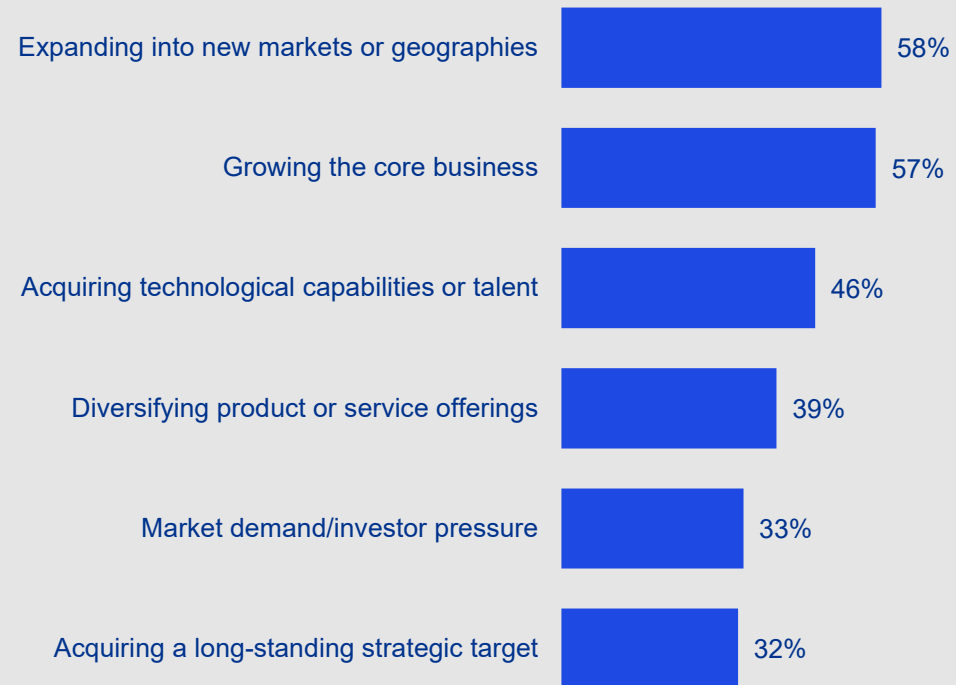 Expanding into new markets or geographies 58%
Growing the core business 57%
Acquiring technological capabilities or talent 46%
Diversifying product or service offerings 39%
Market demand/investor pressure 33%
Acquiring a long-standing strategic target 32%